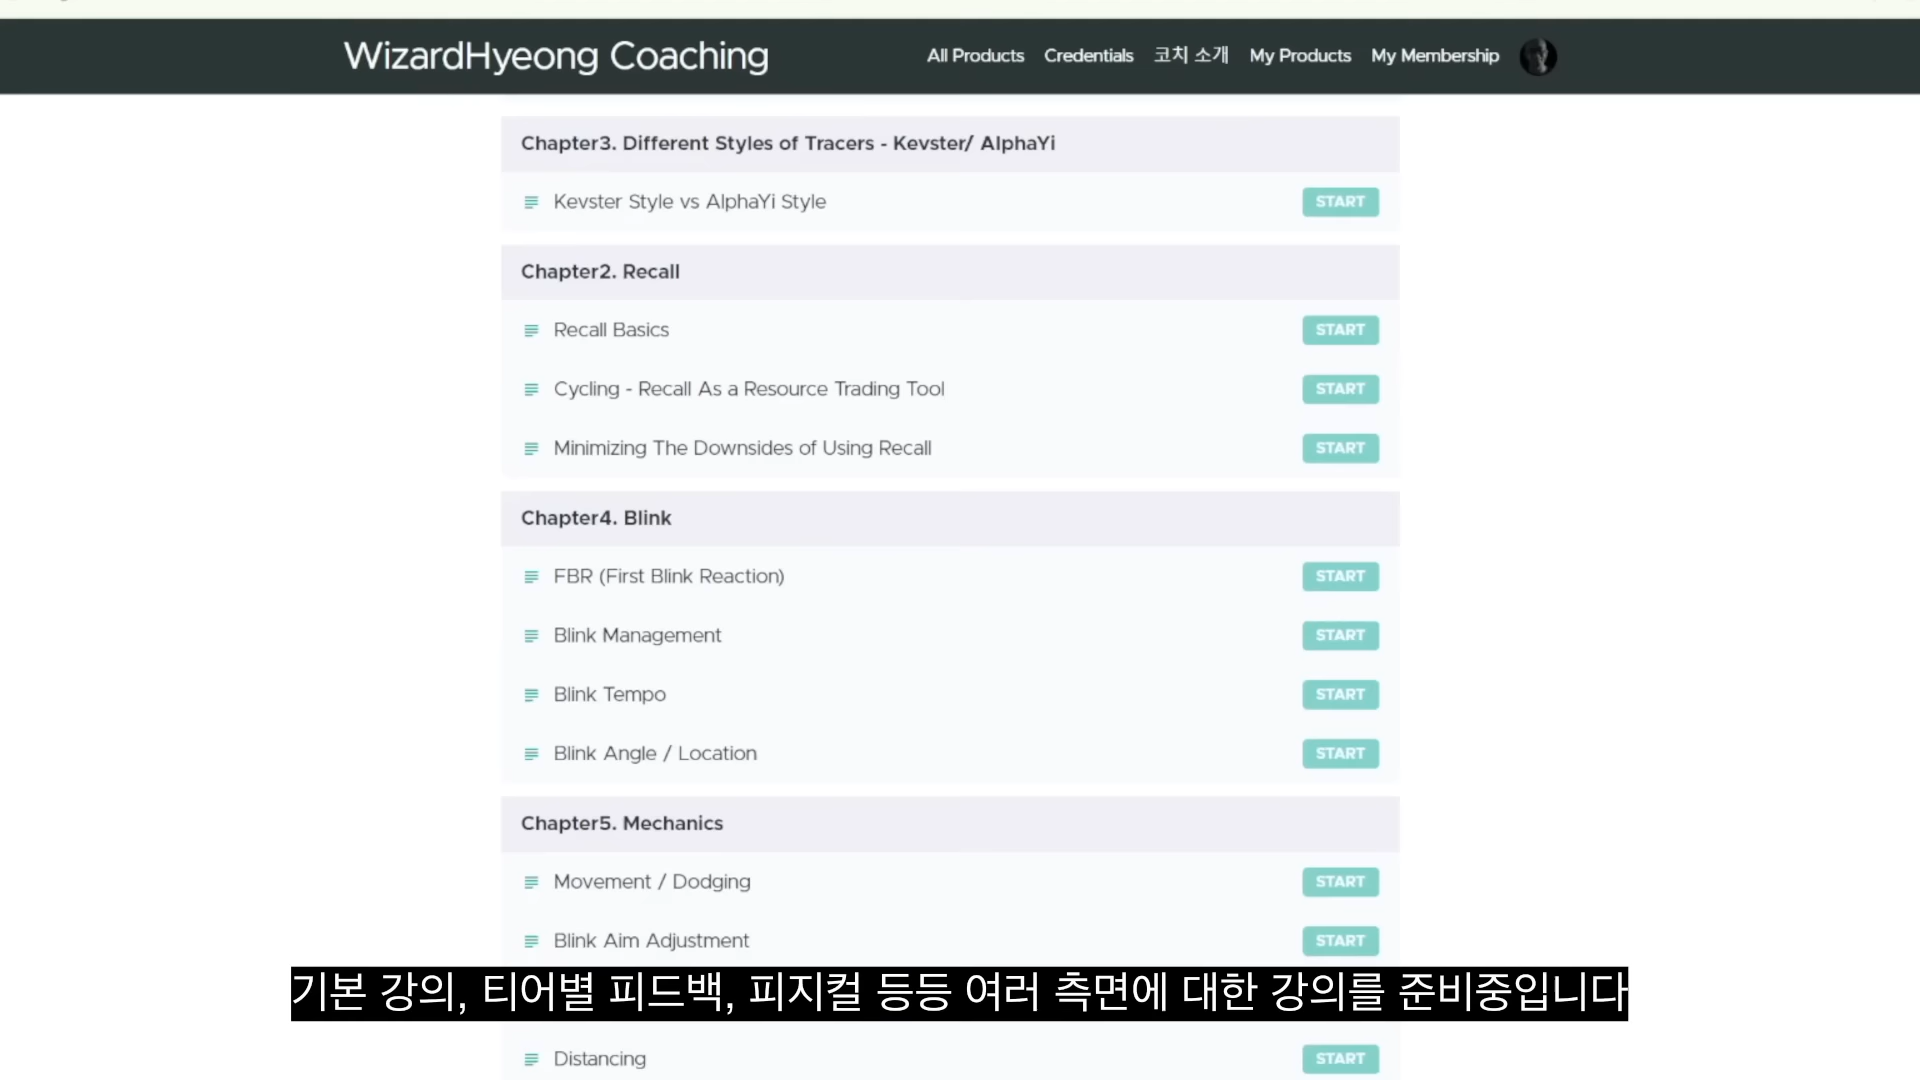 WizardHyeong Coaching
All Products Credentials 코치 소개 My Products My Membership
Chapter3. Different Styles of Tracers - Kevster/ AlphaYi
Kevster Style vs AlphaYi Style START
Chapter2. Recall
Recall Basics START
Cycling - Recall As a Resource Trading Tool START
Minimizing The Downsides of Using Recall START
Chapter4. Blink
FBR (First Blink Reaction) START
Blink Management START
Blink Tempo START
Blink Angle / Location START
Chapter5. Mechanics
Movement / Dodging START
Blink Aim Adjustment START
기본 강의, 티어별 피드백, 피지컬 등등 여러 측면에 대한 강의를 준비중입니다
Distancing START